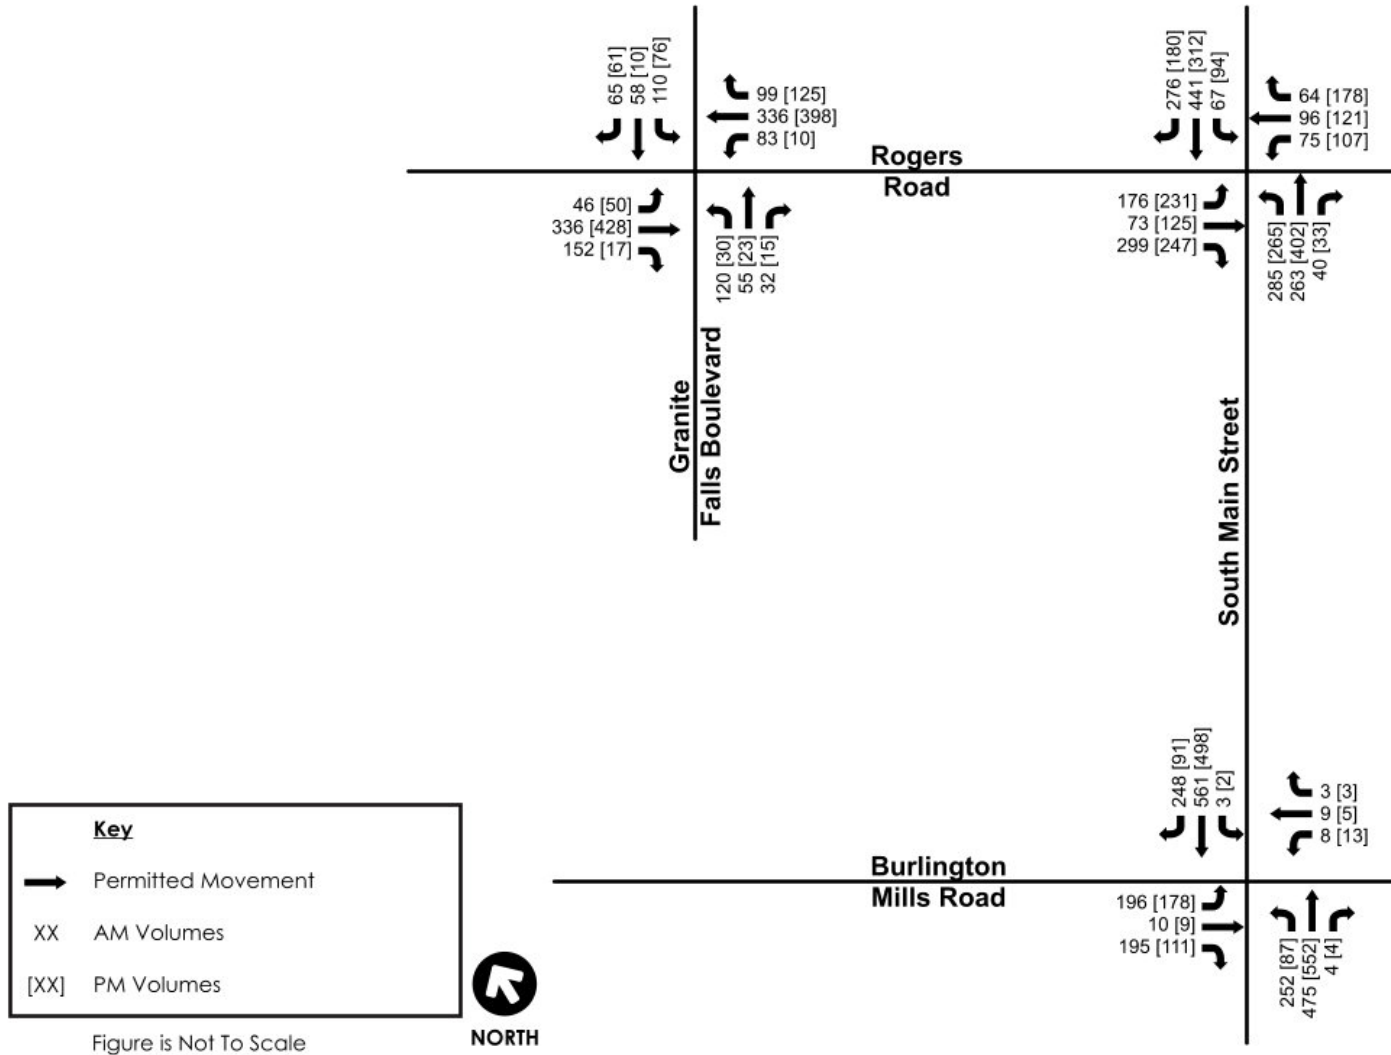 65 [61]
58 [10]
110 [76]
99 [125]
336 [398]
83 [10]
276 [180]
441 [312]
67 [94]
64 [178]
96 [121]
75 [107]
Rogers
Road
46 [50]
336 [428]
152 [17]
120 [30]
55 [23]
32 [15]
176 [231]
73 [125]
299 [247]
285 [265]
263 [402]
40 [33]
Granite
Falls Boulevard
South Main Street
248 [91]
561 [498]
3 [2]
3 [3]
9 [5]
8 [13]
Burlington
Mills Road
196 [178]
10 [9]
195 [111]
252 [87]
475 [552]
4 [4]
Key
Permitted Movement
XX AM Volumes
[XX] PM Volumes
Figure is Not To Scale
NORTH